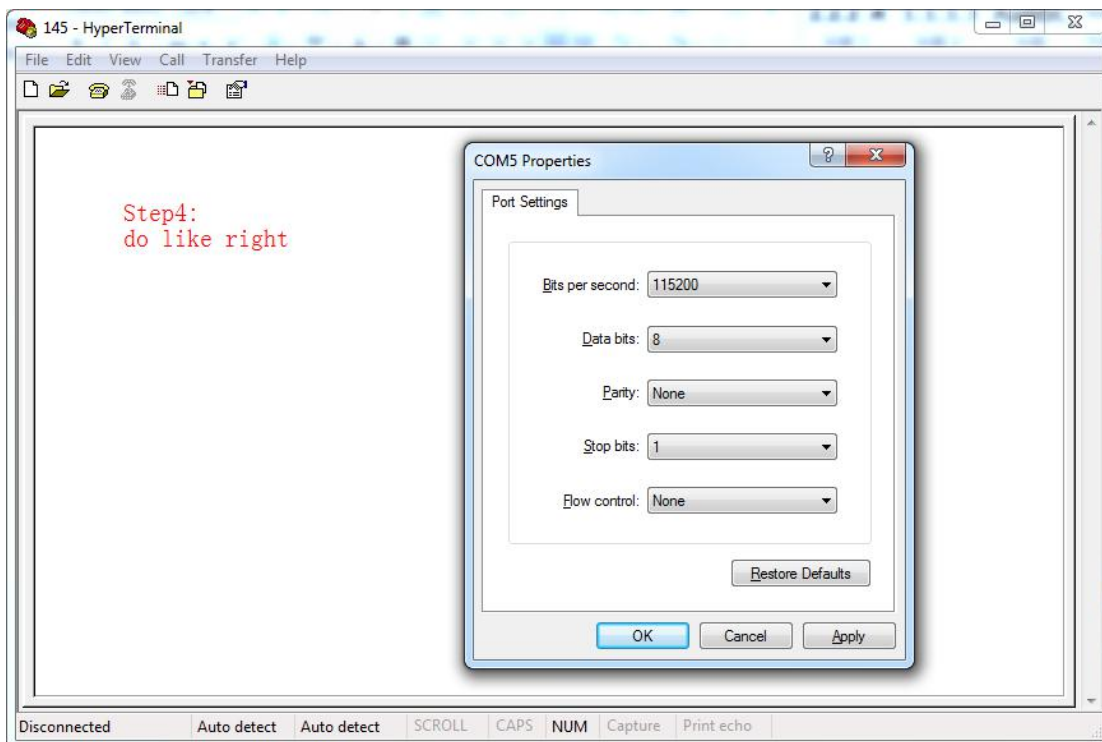 145 - HyperTerminal
File Edit View Call Transfer Help
Step4:
do like right
COM5 Properties
Port Settings
Bits per second: 115200
Data bits: 8
Parity: None
Stop bits: 1
Flow control: None
Restore Defaults
OK Cancel Apply
Disconnected Auto detect Auto detect SCROLL CAPS NUM Capture Print echo